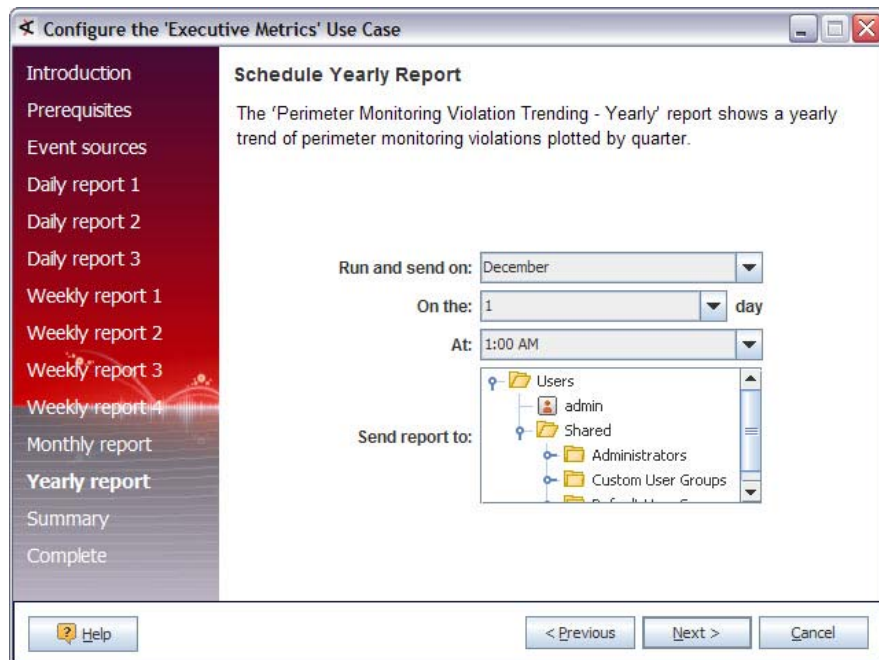 Configure the 'Executive Metrics' Use Case
Introduction
Prerequisites
Event sources
Daily report 1
Daily report 2
Daily report 3
Weekly report 1
Weekly report 2
Weekly report 3
Weekly report 4
Monthly report
Yearly report
Summary
Complete
Schedule Yearly Report
The 'Perimeter Monitoring Violation Trending - Yearly' report shows a yearly
trend of perimeter monitoring violations plotted by quarter.
Run and send on: December
On the: 1 day
At: 1:00 AM
Send report to:
Users
admin
Shared
Administrators
Custom User Groups
Help
< Previous
Next >
Cancel